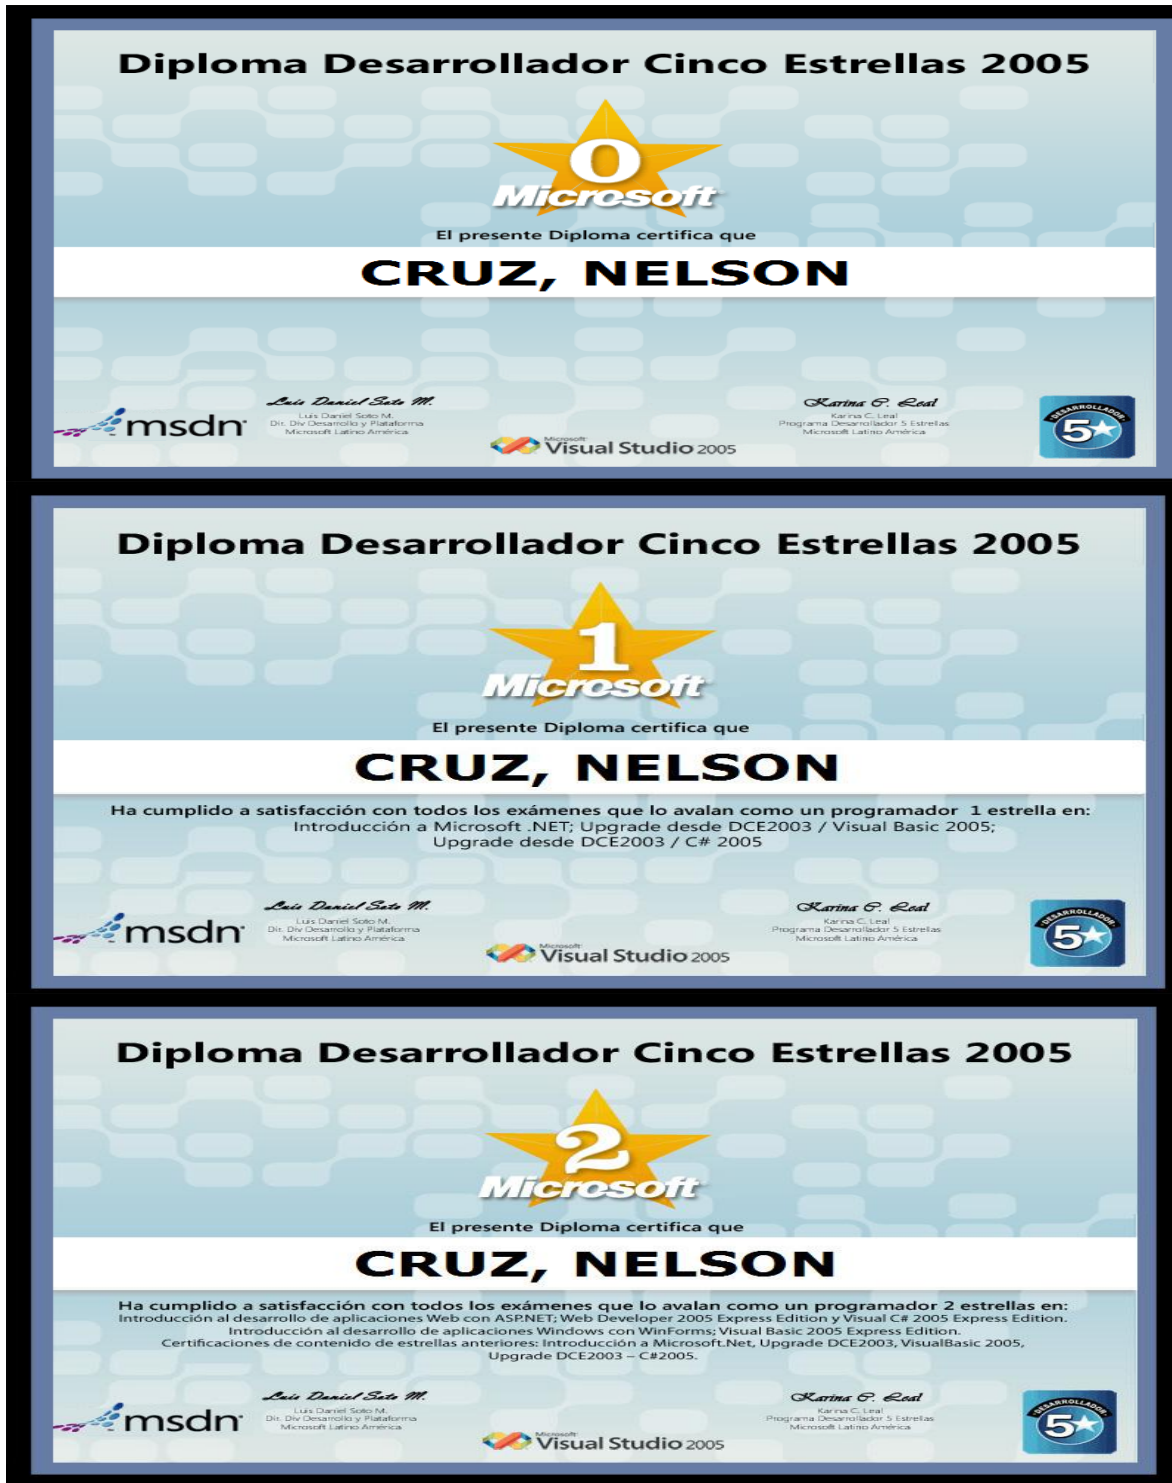 Diploma Desarrollador Cinco Estrellas 2005
0
Microsoft
El presente Diploma certifica que
CRUZ, NELSON
Luis Daniel Soto M.
Luis Daniel Soto M.
Dir. Div Desarrollo y Plataforma
Microsoft Latino América
Karina C. Leal
Karina C. Leal
Programa Desarrollador 5 Estrellas
Microsoft Latino América
msdn
Microsoft
Visual Studio 2005
DESARROLLADOR
5
Diploma Desarrollador Cinco Estrellas 2005
1
Microsoft
El presente Diploma certifica que
CRUZ, NELSON
Ha cumplido a satisfacción con todos los exámenes que lo avalan como un programador 1 estrella en:
Introducción a Microsoft .NET; Upgrade desde DCE2003 / Visual Basic 2005;
Upgrade desde DCE2003 / C# 2005
Luis Daniel Soto M.
Luis Daniel Soto M.
Dir. Div Desarrollo y Plataforma
Microsoft Latino América
Karina C. Leal
Karina C. Leal
Programa Desarrollador 5 Estrellas
Microsoft Latino América
msdn
Microsoft
Visual Studio 2005
DESARROLLADOR
5
Diploma Desarrollador Cinco Estrellas 2005
2
Microsoft
El presente Diploma certifica que
CRUZ, NELSON
Ha cumplido a satisfacción con todos los exámenes que lo avalan como un programador 2 estrellas en:
Introducción al desarrollo de aplicaciones Web con ASP.NET; Web Developer 2005 Express Edition y Visual C# 2005 Express Edition.
Introducción al desarrollo de aplicaciones Windows con WinForms; Visual Basic 2005 Express Edition.
Certificaciones de contenido de estrellas anteriores: Introducción a Microsoft.Net, Upgrade DCE2003, VisualBasic 2005,
Upgrade DCE2003 – C#2005.
Luis Daniel Soto M.
Luis Daniel Soto M.
Dir. Div Desarrollo y Plataforma
Microsoft Latino América
Karina C. Leal
Karina C. Leal
Programa Desarrollador 5 Estrellas
Microsoft Latino América
msdn
Microsoft
Visual Studio 2005
DESARROLLADOR
5